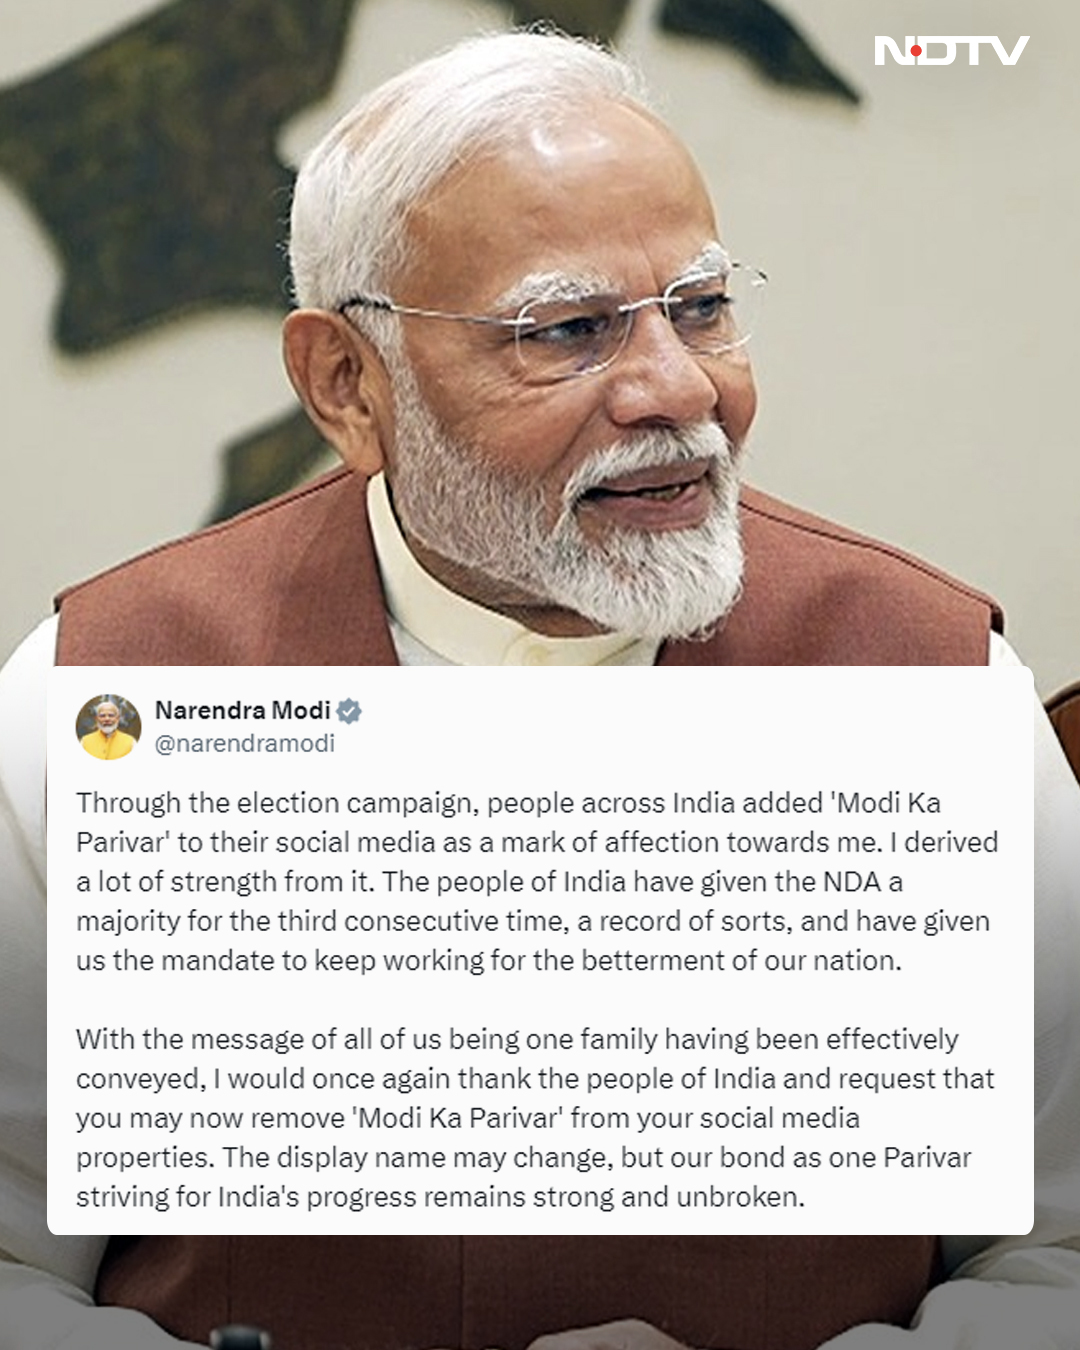 NDTV
Narendra Modi
@narendramodi
Through the election campaign, people across India added 'Modi Ka
Parivar' to their social media as a mark of affection towards me. I derived
a lot of strength from it. The people of India have given the NDA a
majority for the third consecutive time, a record of sorts, and have given
us the mandate to keep working for the betterment of our nation.
With the message of all of us being one family having been effectively
conveyed, I would once again thank the people of India and request that
you may now remove 'Modi Ka Parivar' from your social media
properties. The display name may change, but our bond as one Parivar
striving for India's progress remains strong and unbroken.